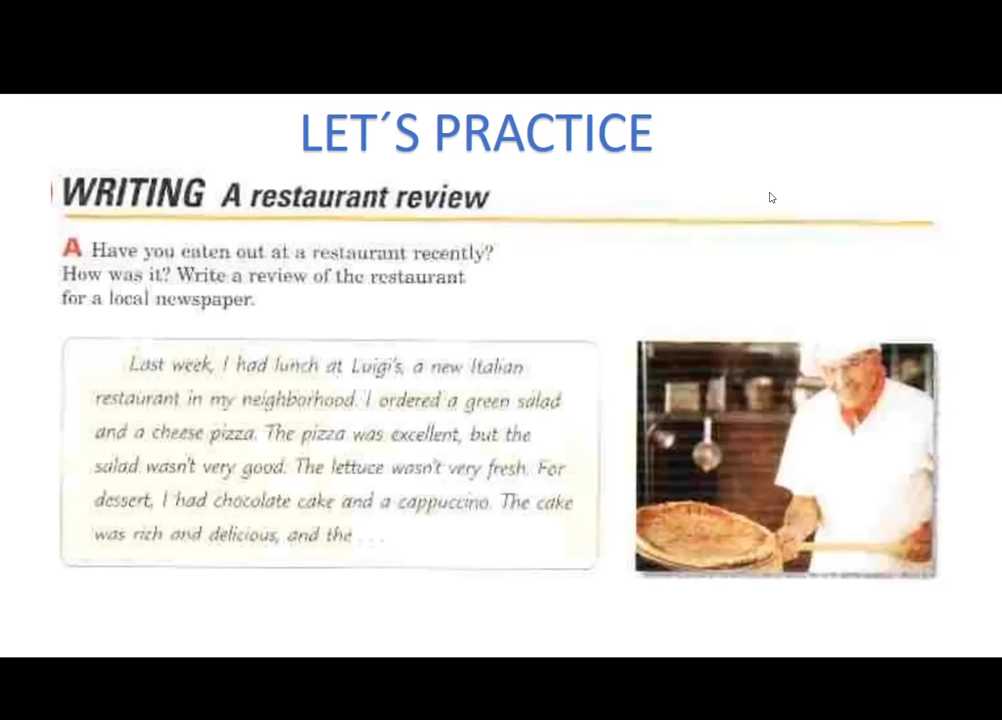 LET´S PRACTICE
WRITING A restaurant review
A Have you eaten out at a restaurant recently?
How was it? Write a review of the restaurant
for a local newspaper.
Last week, I had lunch at Luigi's, a new Italian
restaurant in my neighborhood. I ordered a green salad
and a cheese pizza. The pizza was excellent, but the
salad wasn't very good. The lettuce wasn't very fresh. For
dessert, I had chocolate cake and a cappuccino. The cake
was rich and delicious, and the . . .